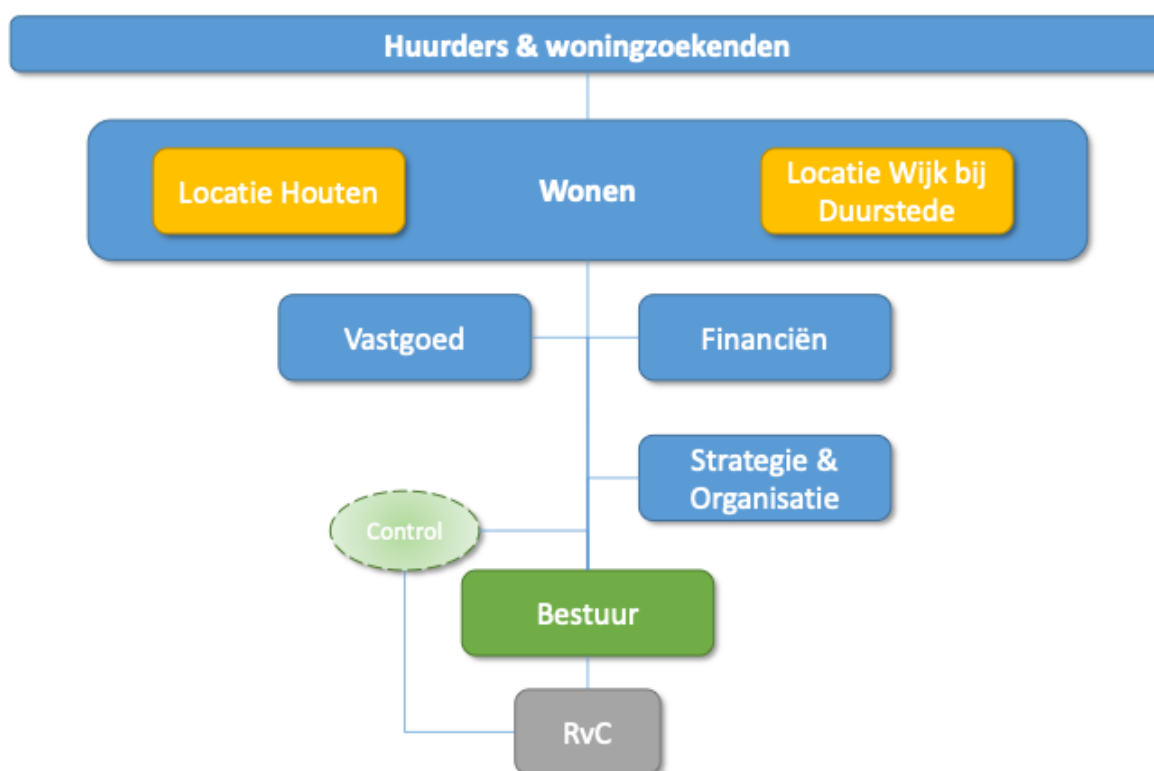 Huurders & woningzoekenden
Locatie Houten
Wonen
Locatie Wijk bij
Duurstede
Vastgoed
Financiën
Strategie &
Organisatie
Control
Bestuur
RvC